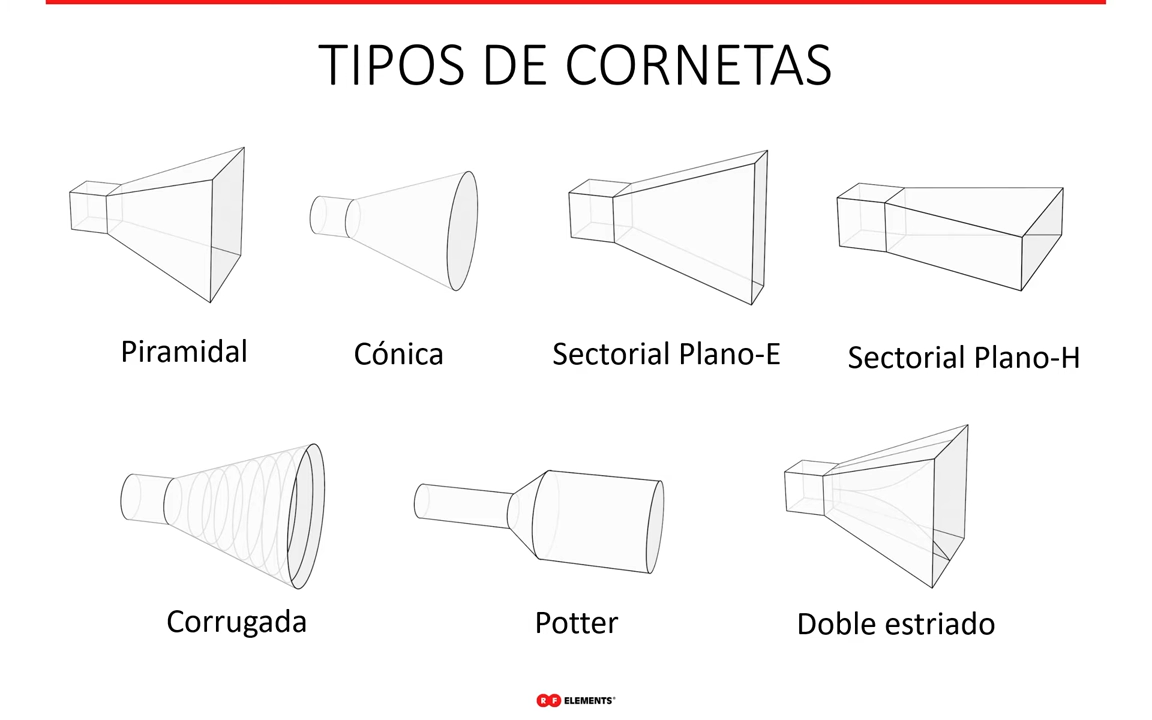 TIPOS DE CORNETAS
Piramidal
Cónica
Sectorial Plano-E
Sectorial Plano-H
Corrugada
Potter
Doble estriado
RF ELEMENTS®